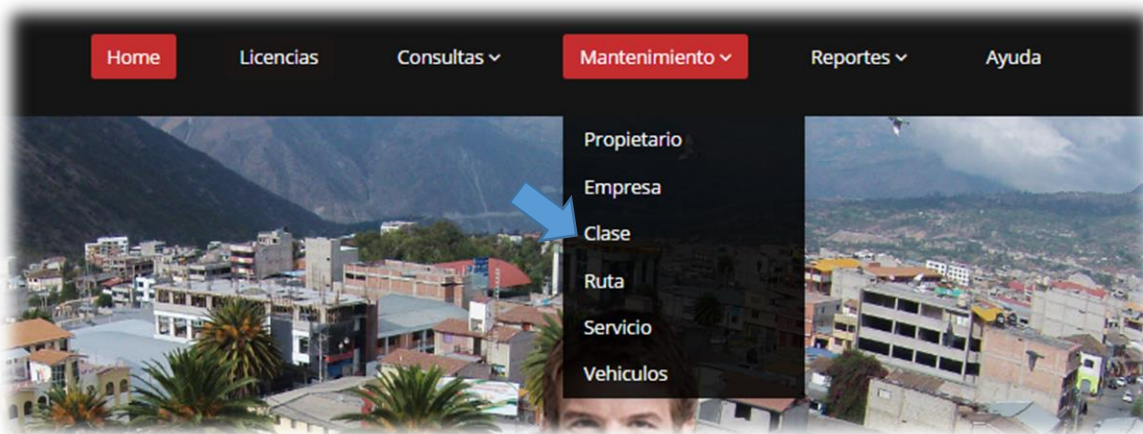 Home Licencias Consultas Mantenimiento Reportes Ayuda
Propietario
Empresa
Clase
Ruta
Servicio
Vehiculos